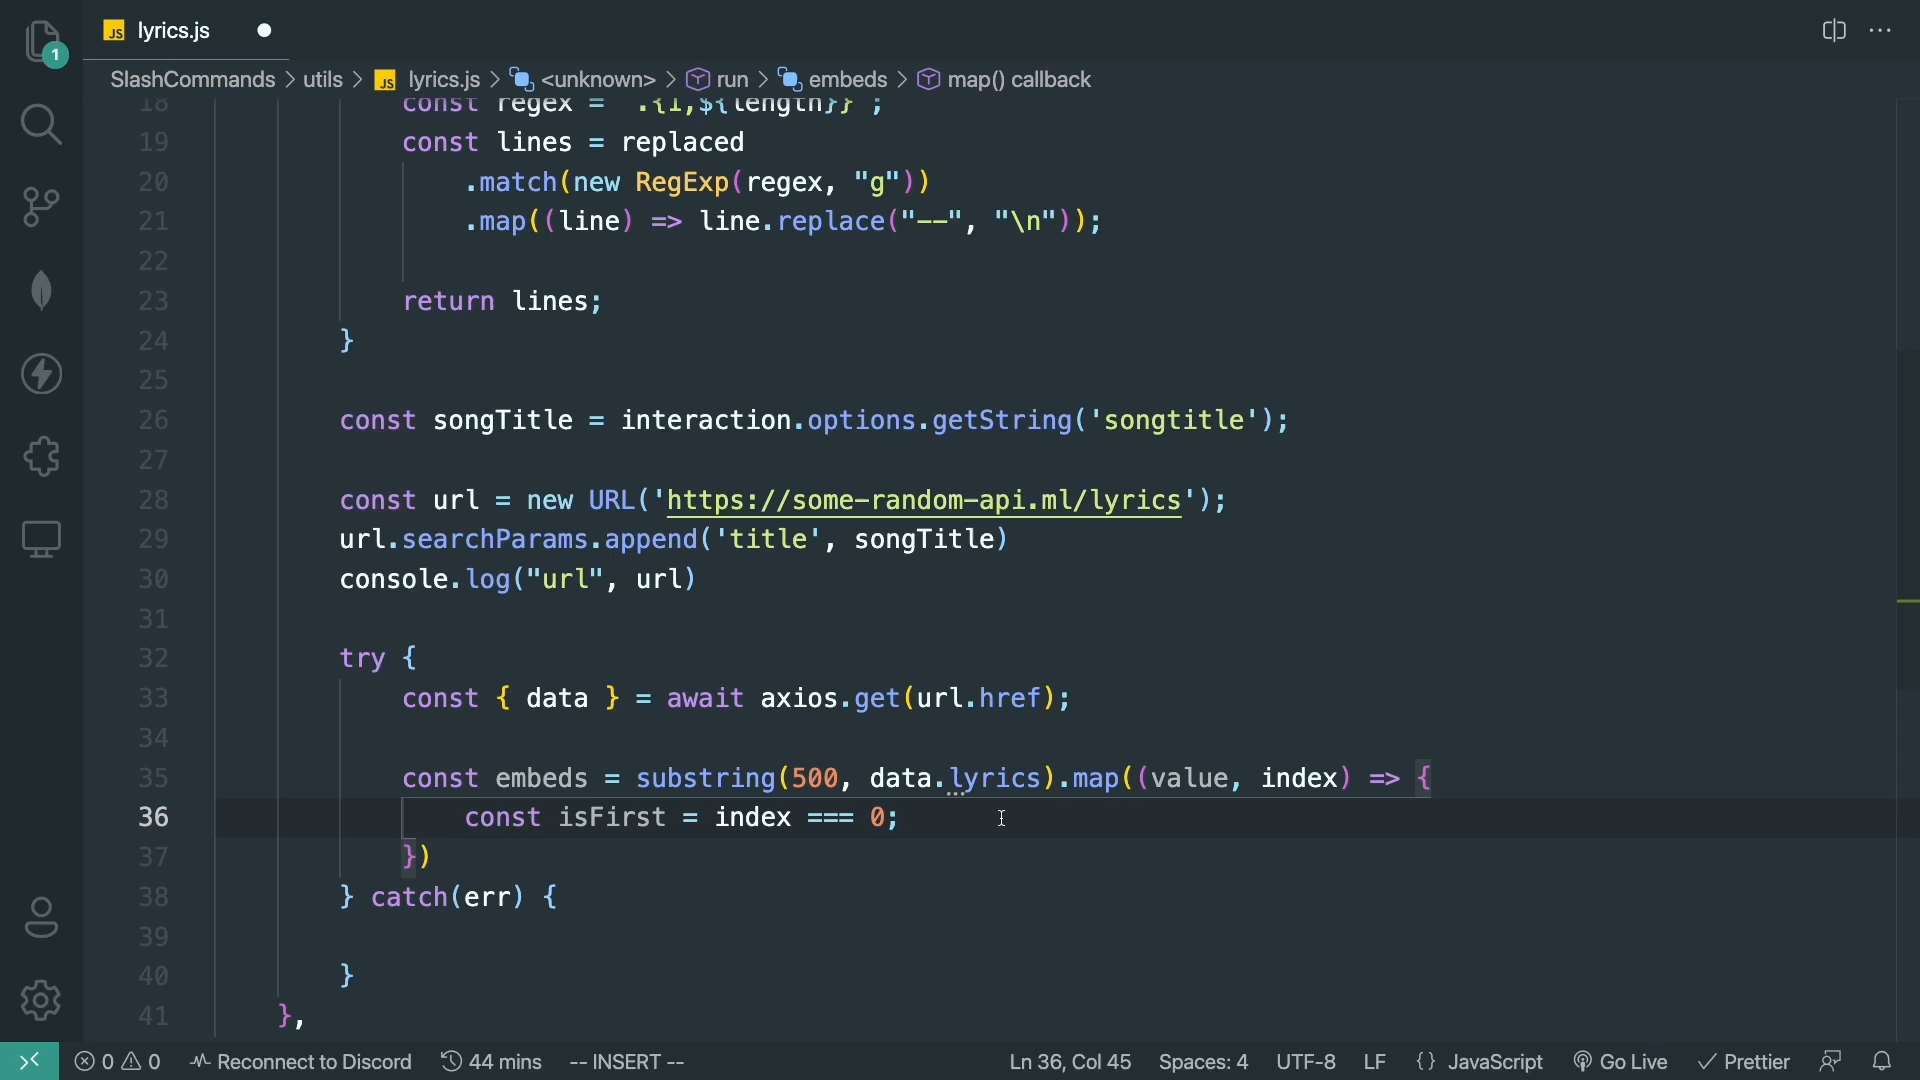 JS lyrics.js
1
SlashCommands > utils > JS lyrics.js > <unknown> > run > embeds > map() callback
18 const regex = `.{1,${length}}`;
19 const lines = replaced
20 .match(new RegExp(regex, "g"))
21 .map((line) => line.replace("--", "\n"));
22
23 return lines;
24 }
25
26 const songTitle = interaction.options.getString('songtitle');
27
28 const url = new URL('https://some-random-api.ml/lyrics');
29 url.searchParams.append('title', songTitle)
30 console.log("url", url)
31
32 try {
33 const { data } = await axios.get(url.href);
34
35 const embeds = substring(500, data.lyrics).map((value, index) => {
36 const isFirst = index === 0;
37 })
38 } catch(err) {
39
40 }
41 },
0 0 Reconnect to Discord 44 mins -- INSERT -- Ln 36, Col 45 Spaces: 4 UTF-8 LF {} JavaScript Go Live Prettier